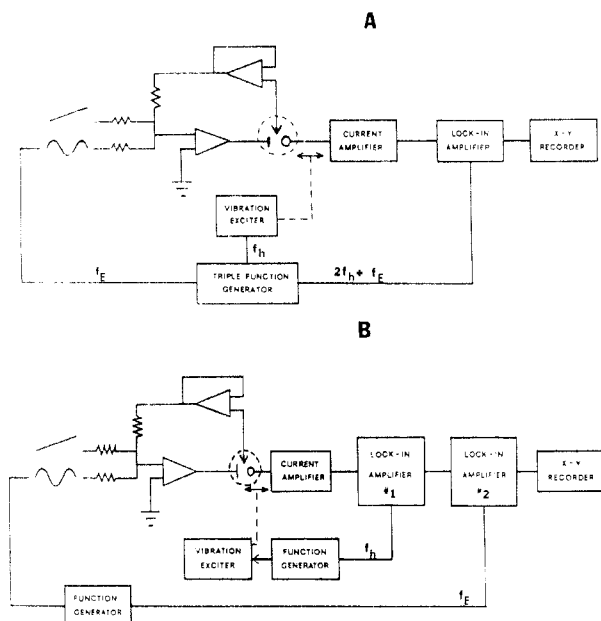 A
CURRENT
AMPLIFIER
LOCK-IN
AMPLIFIER
X-Y
RECORDER
VIBRATION
EXCITER
fh
fE
TRIPLE FUNCTION
GENERATOR
2fh + fE
B
CURRENT
AMPLIFIER
LOCK-IN
AMPLIFIER
#1
LOCK-IN
AMPLIFIER
#2
X-Y
RECORDER
VIBRATION
EXCITER
FUNCTION
GENERATOR
fh
FUNCTION
GENERATOR
fE